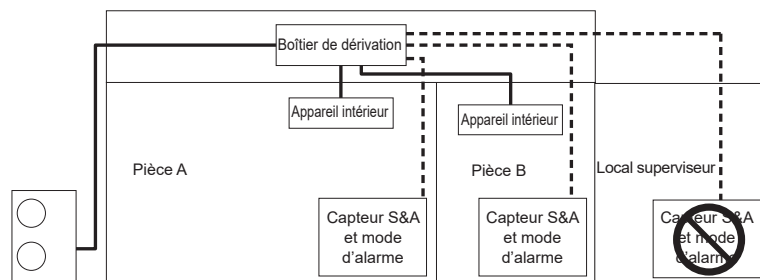 Boîtier de dérivation
Appareil intérieur
Appareil intérieur
Pièce A
Pièce B
Local superviseur
Capteur S&A
et mode
d'alarme
Capteur S&A
et mode
d'alarme
Capteur S&A
et mode
d'alarme